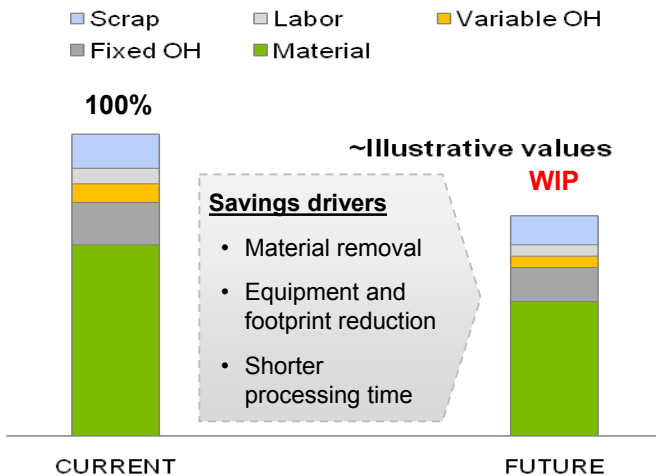 Scrap Labor Variable OH
Fixed OH Material
100%
~Illustrative values
WIP
Savings drivers
• Material removal
• Equipment and
footprint reduction
• Shorter
processing time
CURRENT FUTURE